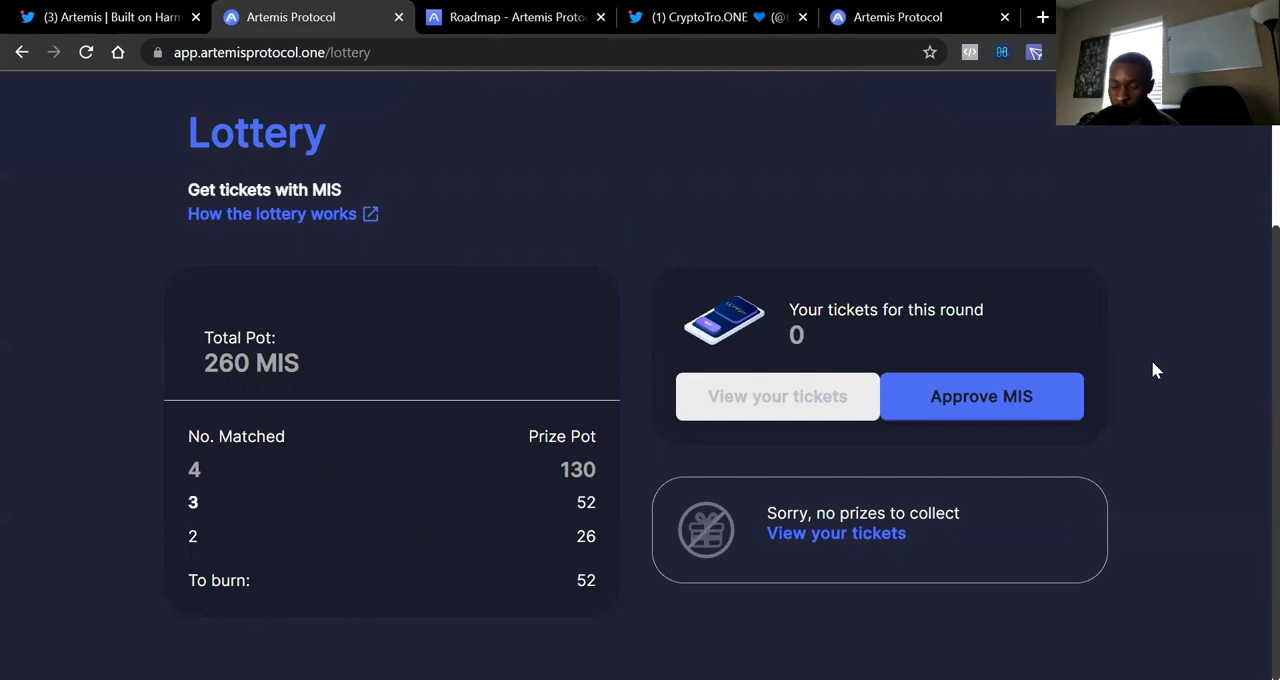 (3) Artemis | Built on Harm
Artemis Protocol
Roadmap - Artemis Proto
(1) CryptoTro.ONE 💙 (@
Artemis Protocol
app.artemisprotocol.one/lottery
Lottery
Get tickets with MIS
How the lottery works
Total Pot:
260 MIS
No. Matched Prize Pot
4 130
3 52
2 26
To burn: 52
Your tickets for this round
0
View your tickets Approve MIS
Sorry, no prizes to collect
View your tickets